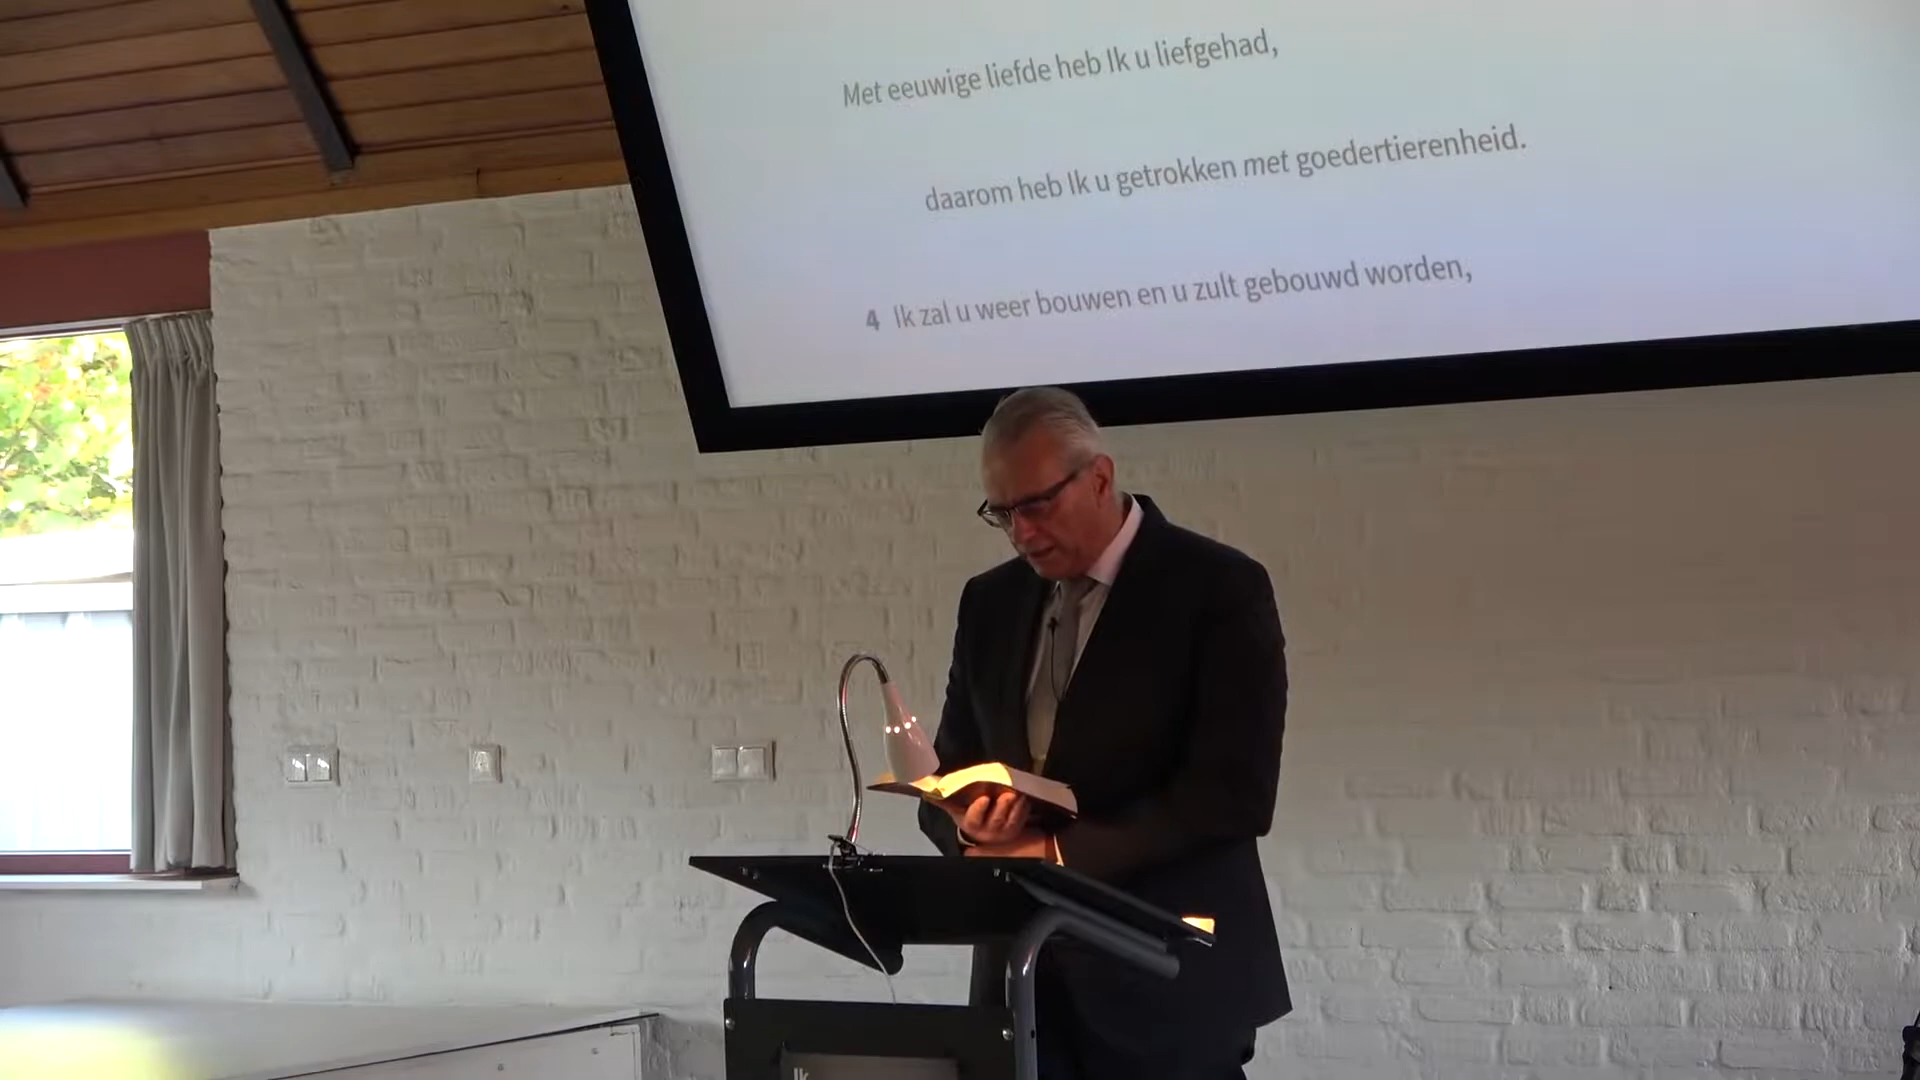 Met eeuwige liefde heb Ik u liefgehad,
daarom heb Ik u getrokken met goedertierenheid.
4 Ik zal u weer bouwen en u zult gebouwd worden,
Ik